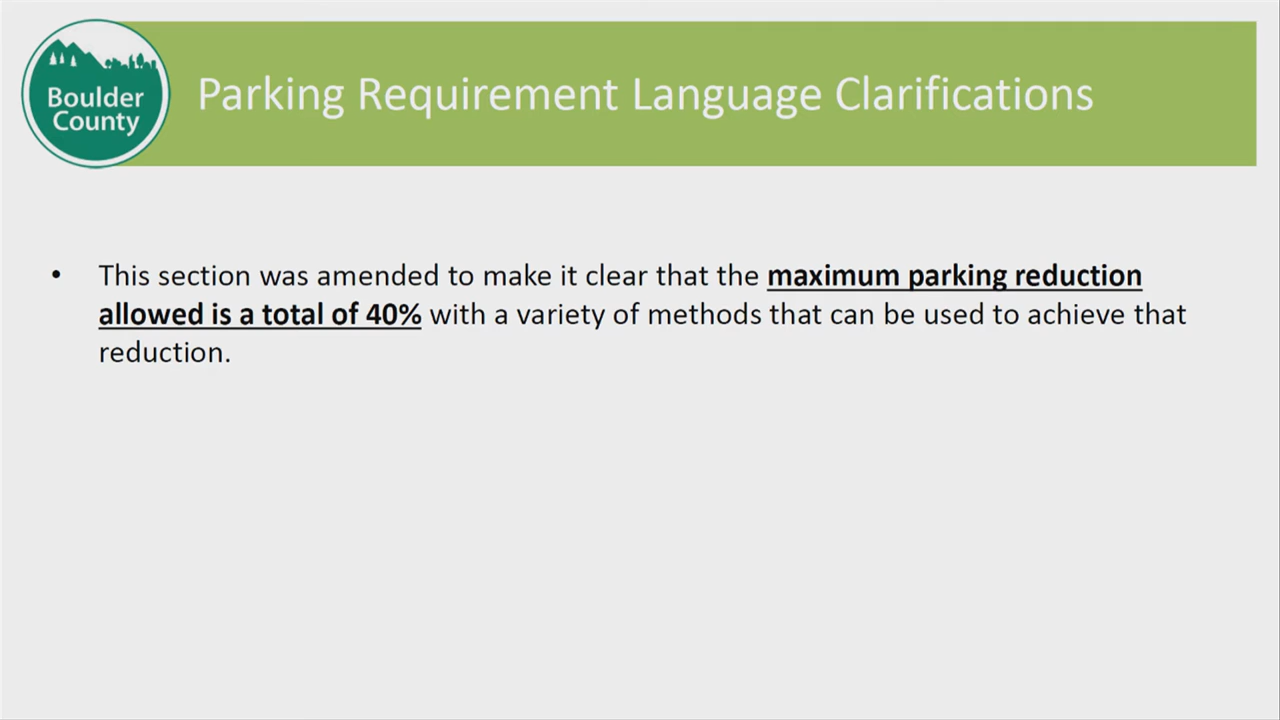 Boulder
County
Parking Requirement Language Clarifications
• This section was amended to make it clear that the maximum parking reduction
allowed is a total of 40% with a variety of methods that can be used to achieve that
reduction.